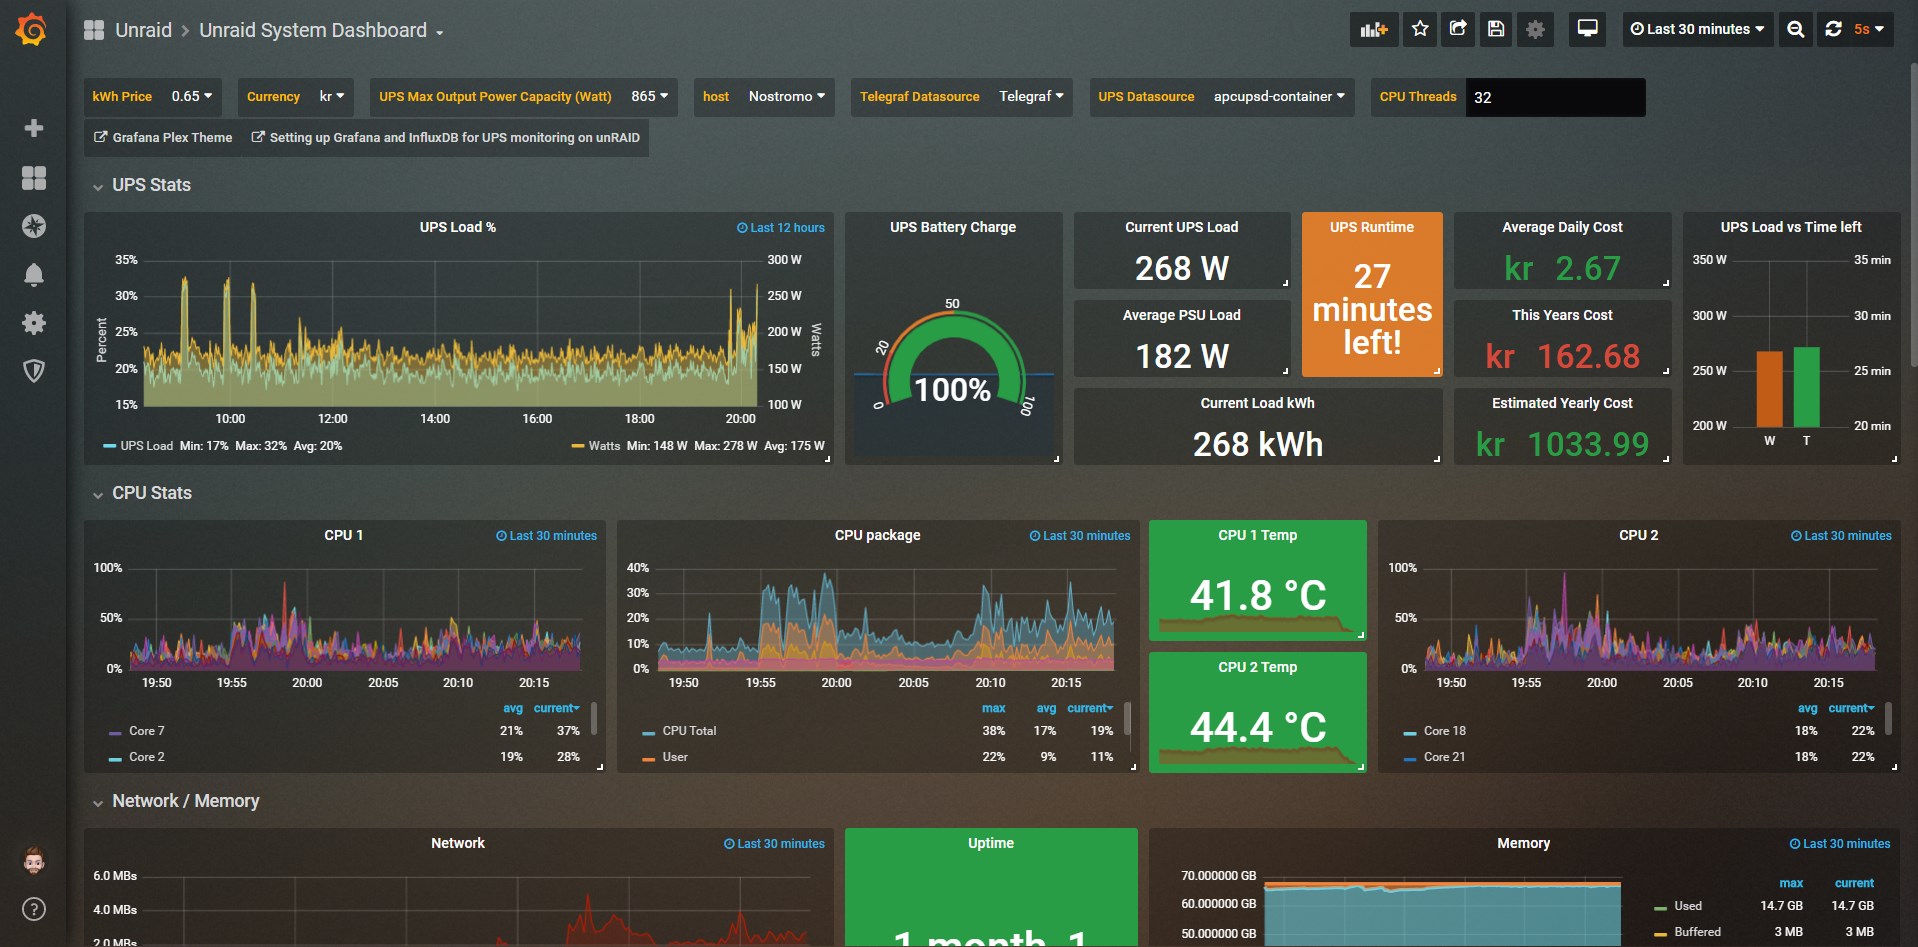 Unraid > Unraid System Dashboard
Last 30 minutes
5s
kWh Price 0.65
Currency kr
UPS Max Output Power Capacity (Watt) 865
host Nostromo
Telegraf Datasource Telegraf
UPS Datasource apcupsd-container
CPU Threads 32
Grafana Plex Theme
Setting up Grafana and InfluxDB for UPS monitoring on unRAID
UPS Stats
UPS Load %
Last 12 hours
35%
30%
25%
20%
15%
Percent
300 W
250 W
200 W
150 W
100 W
Watts
10:00 12:00 14:00 16:00 18:00 20:00
UPS Load Min: 17% Max: 32% Avg: 20%
Watts Min: 148 W Max: 278 W Avg: 175 W
UPS Battery Charge
0
20
50
100
100%
Current UPS Load
268 W
Average PSU Load
182 W
Current Load kWh
268 kWh
UPS Runtime
27
minutes
left!
Average Daily Cost
kr 2.67
This Years Cost
kr 162.68
Estimated Yearly Cost
kr 1033.99
UPS Load vs Time left
350 W
300 W
250 W
200 W
35 min
30 min
25 min
20 min
W T
CPU Stats
CPU 1
Last 30 minutes
100%
50%
0%
19:50 19:55 20:00 20:05 20:10 20:15
avg current
Core 7 21% 37%
Core 2 19% 28%
CPU package
Last 30 minutes
40%
30%
20%
10%
0%
19:50 19:55 20:00 20:05 20:10 20:15
max avg current
CPU Total 38% 17% 19%
User 22% 9% 11%
CPU 1 Temp
41.8 °C
CPU 2 Temp
44.4 °C
CPU 2
Last 30 minutes
100%
50%
0%
19:50 19:55 20:00 20:05 20:10 20:15
avg current
Core 18 18% 22%
Core 21 18% 22%
Network / Memory
Network
Last 30 minutes
6.0 MBs
4.0 MBs
2.0 MBs
Uptime
1 month, 1
Memory
Last 30 minutes
70.000000 GB
60.000000 GB
50.000000 GB
max current
Used 14.7 GB 14.7 GB
Buffered 3 MB 3 MB